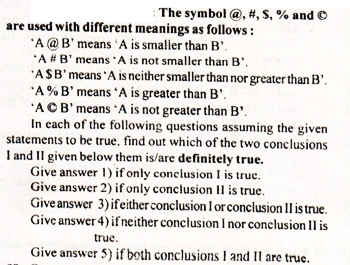 : The symbol @, #, $, % and ©
are used with different meanings as follows :
'A @ B' means 'A is smaller than B'.
'A # B' means 'A is not smaller than B'.
'A $ B' means 'A is neither smaller than nor greater than B'.
'A % B' means 'A is greater than B'.
'A © B' means 'A is not greater than B'.
In each of the following questions assuming the given
statements to be true, find out which of the two conclusions
I and II given below them is/are definitely true.
Give answer 1) if only conclusion I is true.
Give answer 2) if only conclusion II is true.
Give answer 3) if either conclusion I or conclusion II is true.
Give answer 4) if neither conclusion I nor conclusion II is
true.
Give answer 5) if both conclusions I and II are true.